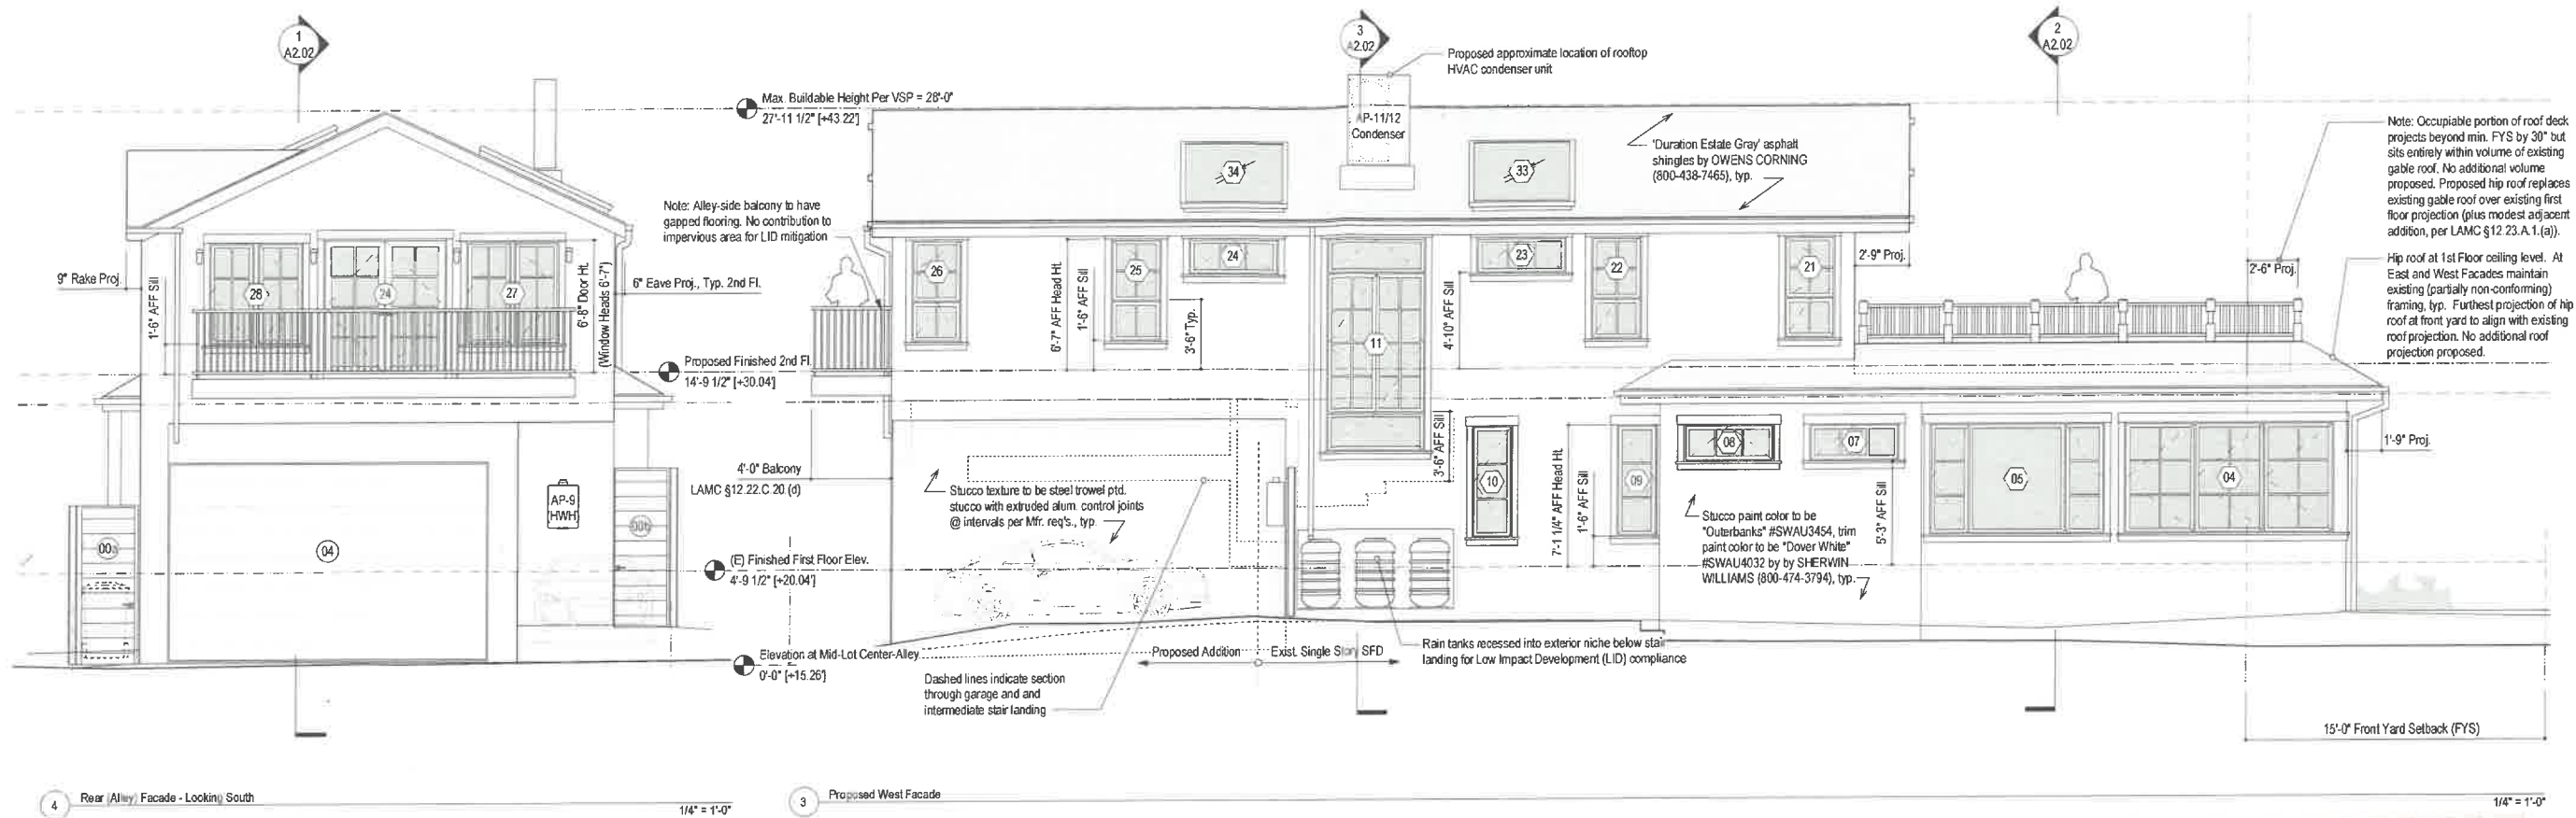 1
A2.02
3
A2.02
2
A2.02
Proposed approximate location of rooftop
HVAC condenser unit
Max. Buildable Height Per VSP = 28'-0"
27'-11 1/2" [+43.22']
AP-11/12
Condenser
'Duration Estate Gray' asphalt
shingles by OWENS CORNING
(800-438-7465), typ.
34
33
Note: Occupiable portion of roof deck
projects beyond min. FYS by 30" but
sits entirely within volume of existing
gable roof. No additional volume
proposed. Proposed hip roof replaces
existing gable roof over existing first
floor projection (plus modest adjacent
addition, per LAMC §12.23.A.1.(a)).
Hip roof at 1st Floor ceiling level. At
East and West Facades maintain
existing (partially non-conforming)
framing, typ. Furthest projection of hip
roof at front yard to align with existing
roof projection. No additional roof
projection proposed.
Note: Alley-side balcony to have
gapped flooring. No contribution to
impervious area for LID mitigation
9" Rake Proj.
1'-6" AFF Sill
28
24
27
6'-8" Door Ht.
(Window Heads 6'-7")
6" Eave Proj., Typ. 2nd Fl.
26
6'-7" AFF Head Ht.
1'-6" AFF Sill
25
24
3'-6" Typ.
11
4'-10" AFF Sill
23
22
21
2'-9" Proj.
2'-6" Proj.
Proposed Finished 2nd Fl.
14'-9 1/2" [+30.04']
4'-0" Balcony
LAMC §12.22.C.20.(d)
Stucco texture to be steel trowel ptd.
stucco with extruded alum. control joints
@ intervals per Mfr. req's., typ.
3'-6" AFF Sill
10
7'-1 1/4" AFF Head Ht.
1'-6" AFF Sill
09
08
07
5'-3" AFF Sill
05
04
1'-9" Proj.
Stucco paint color to be
"Outerbanks" #SWAU3454, trim
paint color to be "Dover White"
#SWAU4032 by by SHERWIN
WILLIAMS (800-474-3794), typ.
AP-9
HWH
00a
04
00b
(E) Finished First Floor Elev.
4'-9 1/2" [+20.04']
Elevation at Mid-Lot Center-Alley
0'-0" [+15.26']
Proposed Addition
Exist. Single Story SFD
Rain tanks recessed into exterior niche below stair
landing for Low Impact Development (LID) compliance
Dashed lines indicate section
through garage and and
intermediate stair landing
15'-0" Front Yard Setback (FYS)
4
Rear (Alley) Facade - Looking South
1/4" = 1'-0"
3
Proposed West Facade
1/4" = 1'-0"